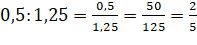 0,5:1,25 = 0,5/1,25 = 50/125 = 2/5